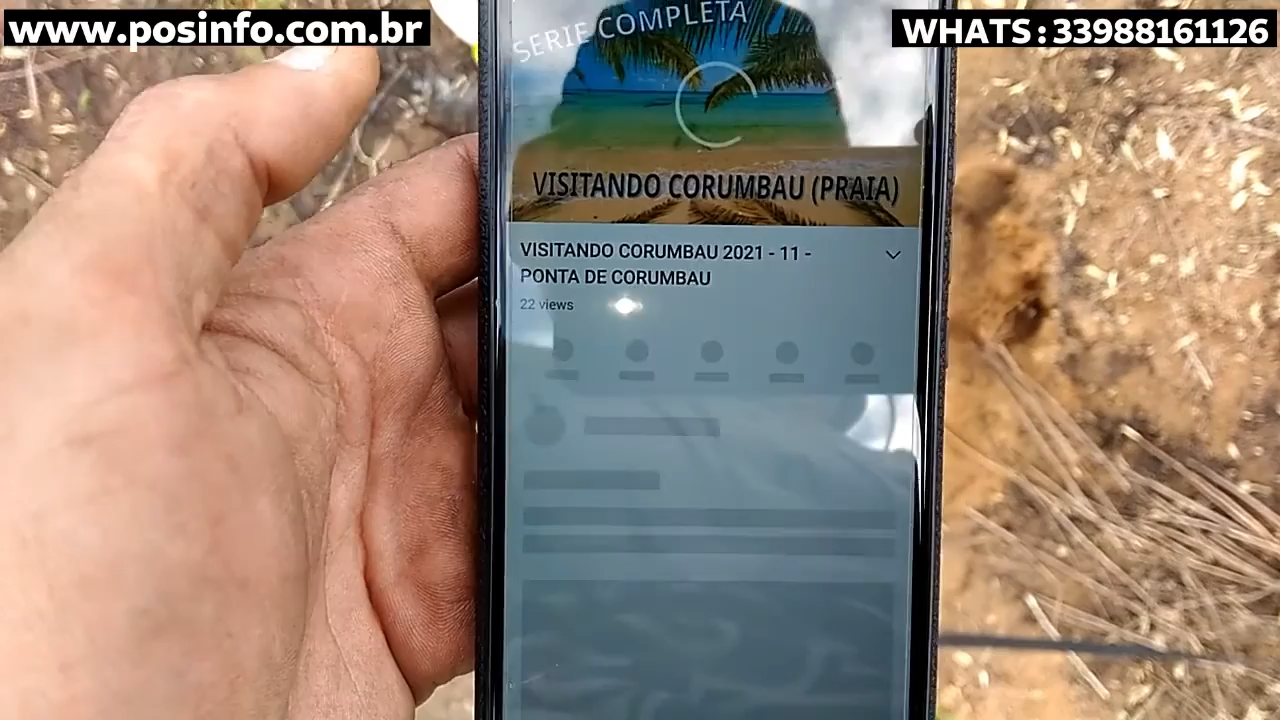 www.posinfo.com.br
WHATS:33988161126
SERIE COMPLETA
VISITANDO CORUMBAU (PRAIA)
VISITANDO CORUMBAU 2021 - 11 -
PONTA DE CORUMBAU
22 views